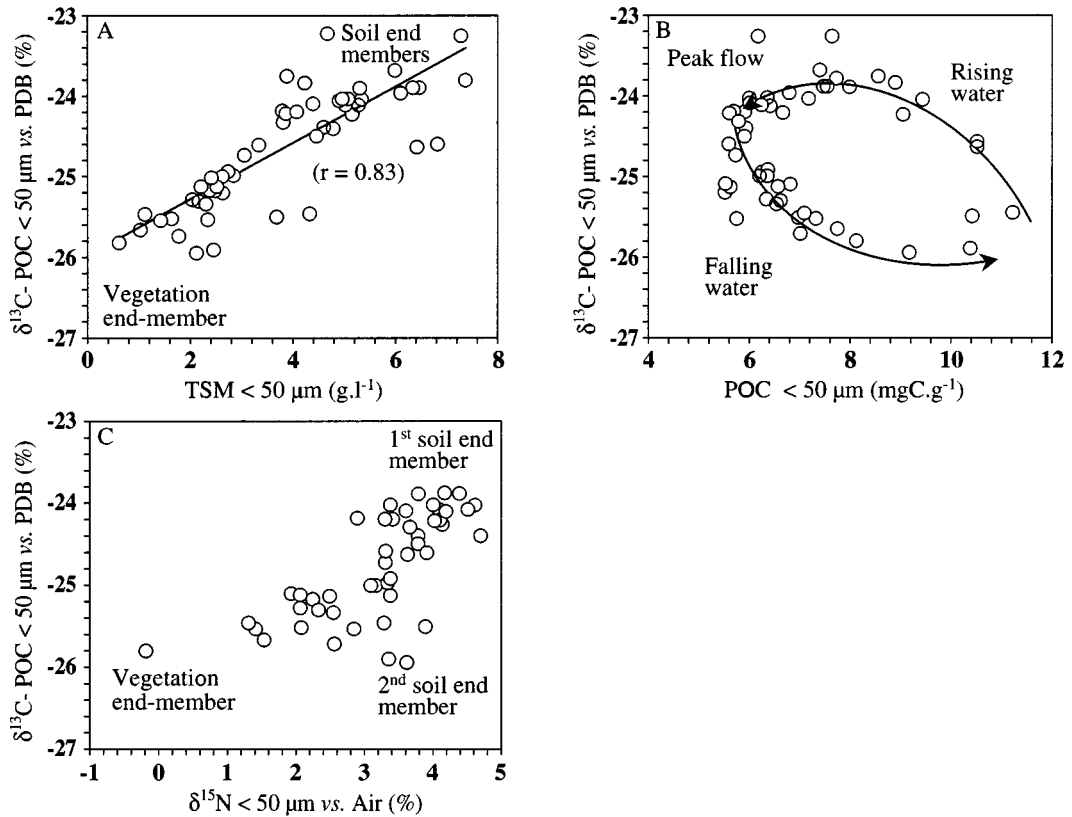 A
Soil end
members
(r = 0.83)
Vegetation
end-member
-23
-24
-25
-26
-27
0 2 4 6 8
TSM < 50 µm (g.l⁻¹)
δ¹³C- POC < 50 µm vs. PDB (%)
B
Peak flow
Rising
water
Falling
water
-23
-24
-25
-26
-27
4 6 8 10 12
POC < 50 µm (mgC.g⁻¹)
δ¹³C- POC < 50 µm vs. PDB (%)
C
1ˢᵗ soil end
member
Vegetation
end-member
2ⁿᵈ soil end
member
-23
-24
-25
-26
-27
-1 0 1 2 3 4 5
δ¹⁵N < 50 µm vs. Air (%)
δ¹³C- POC < 50 µm vs. PDB (%)